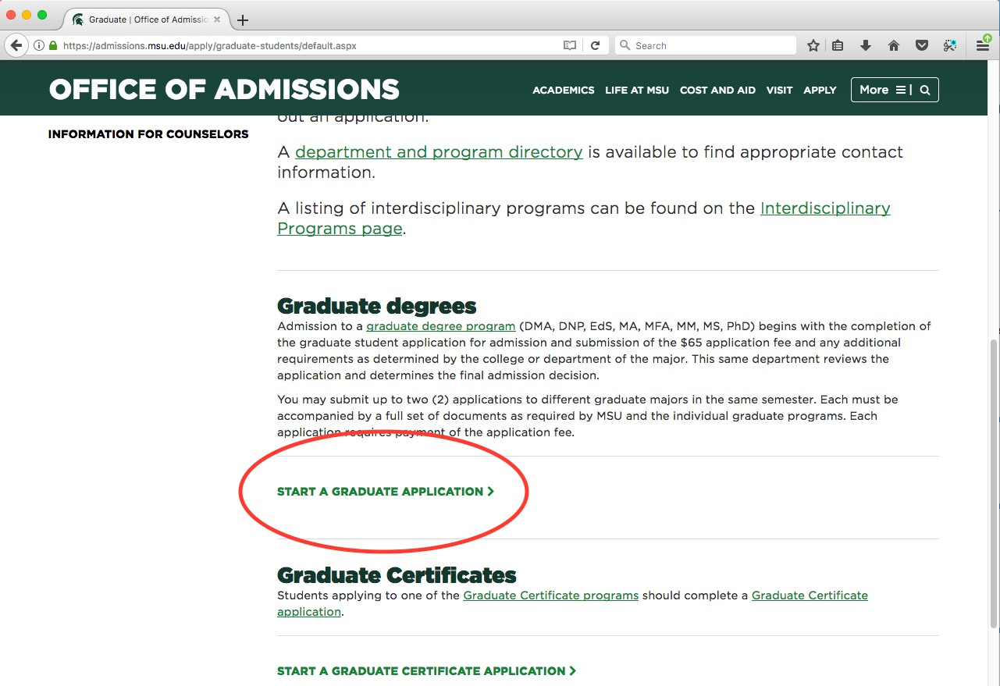 Graduate | Office of Admissio
https://admissions.msu.edu/apply/graduate-students/default.aspx
Search
OFFICE OF ADMISSIONS
ACADEMICS LIFE AT MSU COST AND AID VISIT APPLY More
INFORMATION FOR COUNSELORS
out an application.
A department and program directory is available to find appropriate contact
information.
A listing of interdisciplinary programs can be found on the Interdisciplinary
Programs page.
Graduate degrees
Admission to a graduate degree program (DMA, DNP, EdS, MA, MFA, MM, MS, PhD) begins with the completion of
the graduate student application for admission and submission of the $65 application fee and any additional
requirements as determined by the college or department of the major. This same department reviews the
application and determines the final admission decision.
You may submit up to two (2) applications to different graduate majors in the same semester. Each must be
accompanied by a full set of documents as required by MSU and the individual graduate programs. Each
application requires payment of the application fee.
START A GRADUATE APPLICATION >
Graduate Certificates
Students applying to one of the Graduate Certificate programs should complete a Graduate Certificate
application.
START A GRADUATE CERTIFICATE APPLICATION >